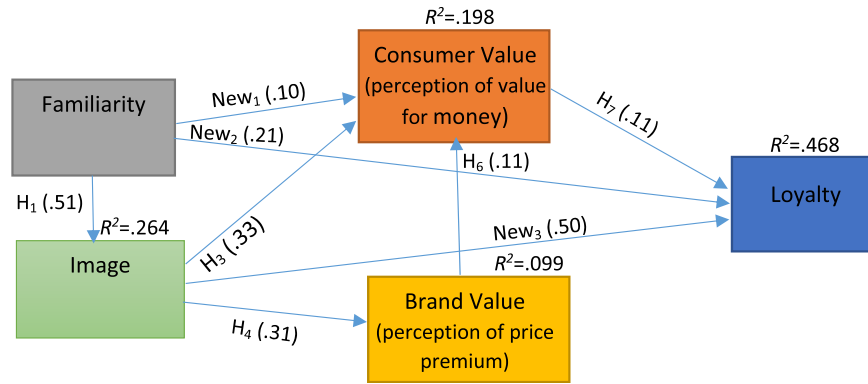 R²=.198
Consumer Value
(perception of value
for money)
Familiarity
New₁ (.10)
New₂ (.21)
H₇ (.11)
H₆ (.11)
R²=.468
Loyalty
H₁ (.51)
R²=.264
Image
H₃ (.33)
New₃ (.50)
R²=.099
H₄ (.31)
Brand Value
(perception of price
premium)